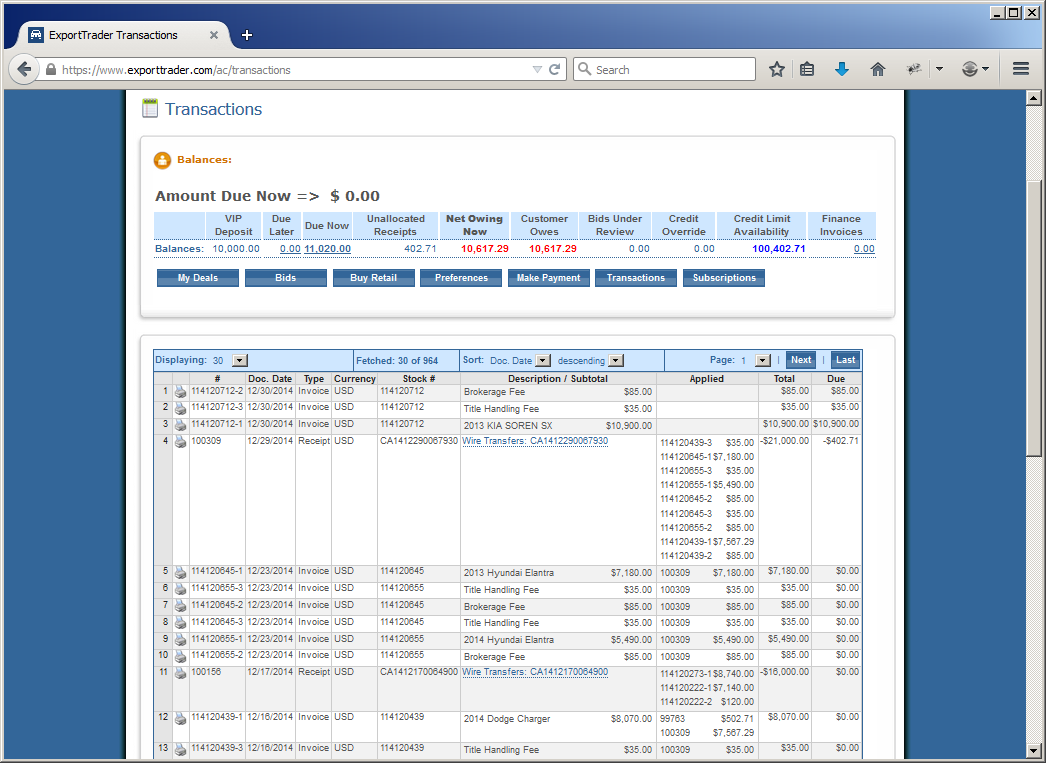 ExportTrader Transactions
https://www.exporttrader.com/ac/transactions
Search
Transactions
Balances:
Amount Due Now => $ 0.00
VIP Deposit Due Later Due Now Unallocated Receipts Net Owing Now Customer Owes Bids Under Review Credit Override Credit Limit Availability Finance Invoices
Balances: 10,000.00 0.00 11,020.00 402.71 10,617.29 10,617.29 0.00 0.00 100,402.71 0.00
My Deals Bids Buy Retail Preferences Make Payment Transactions Subscriptions
Displaying: 30 Fetched: 30 of 964 Sort: Doc. Date descending Page: 1 | Next | Last
# Doc. Date Type Currency Stock # Description / Subtotal Applied Total Due
1 114120712-2 12/30/2014 Invoice USD 114120712 Brokerage Fee $85.00 $85.00 $85.00
2 114120712-3 12/30/2014 Invoice USD 114120712 Title Handling Fee $35.00 $35.00 $35.00
3 114120712-1 12/30/2014 Invoice USD 114120712 2013 KIA SOREN SX $10,900.00 $10,900.00 $10,900.00
4 100309 12/29/2014 Receipt USD CA1412290067930 Wire Transfers: CA1412290067930 114120439-3 $35.00 -$21,000.00 -$402.71
114120645-1 $7,180.00
114120655-3 $35.00
114120655-1 $5,490.00
114120645-2 $85.00
114120645-3 $35.00
114120655-2 $85.00
114120439-1 $7,567.29
114120439-2 $85.00
5 114120645-1 12/23/2014 Invoice USD 114120645 2013 Hyundai Elantra $7,180.00 100309 $7,180.00 $7,180.00 $0.00
6 114120655-3 12/23/2014 Invoice USD 114120655 Title Handling Fee $35.00 100309 $35.00 $35.00 $0.00
7 114120645-2 12/23/2014 Invoice USD 114120645 Brokerage Fee $85.00 100309 $85.00 $85.00 $0.00
8 114120645-3 12/23/2014 Invoice USD 114120645 Title Handling Fee $35.00 100309 $35.00 $35.00 $0.00
9 114120655-1 12/23/2014 Invoice USD 114120655 2014 Hyundai Elantra $5,490.00 100309 $5,490.00 $5,490.00 $0.00
10 114120655-2 12/23/2014 Invoice USD 114120655 Brokerage Fee $85.00 100309 $85.00 $85.00 $0.00
11 100156 12/17/2014 Receipt USD CA1412170064900 Wire Transfers: CA1412170064900 114120273-1 $8,740.00 -$16,000.00 $0.00
114120222-1 $7,140.00
114120222-2 $120.00
12 114120439-1 12/16/2014 Invoice USD 114120439 2014 Dodge Charger $8,070.00 99763 $502.71 $8,070.00 $0.00
100309 $7,567.29
13 114120439-3 12/16/2014 Invoice USD 114120439 Title Handling Fee $35.00 100309 $35.00 $35.00 $0.00